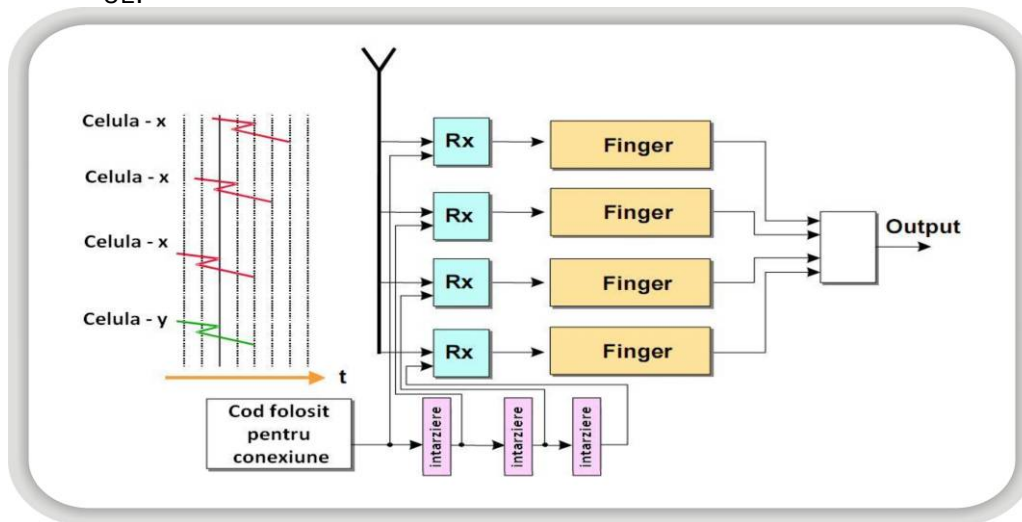 Celula - x
Celula - x
Celula - x
Celula - y
t
Rx
Finger
Rx
Finger
Rx
Finger
Rx
Finger
Output
Cod folosit
pentru
conexiune
intarziere
intarziere
intarziere